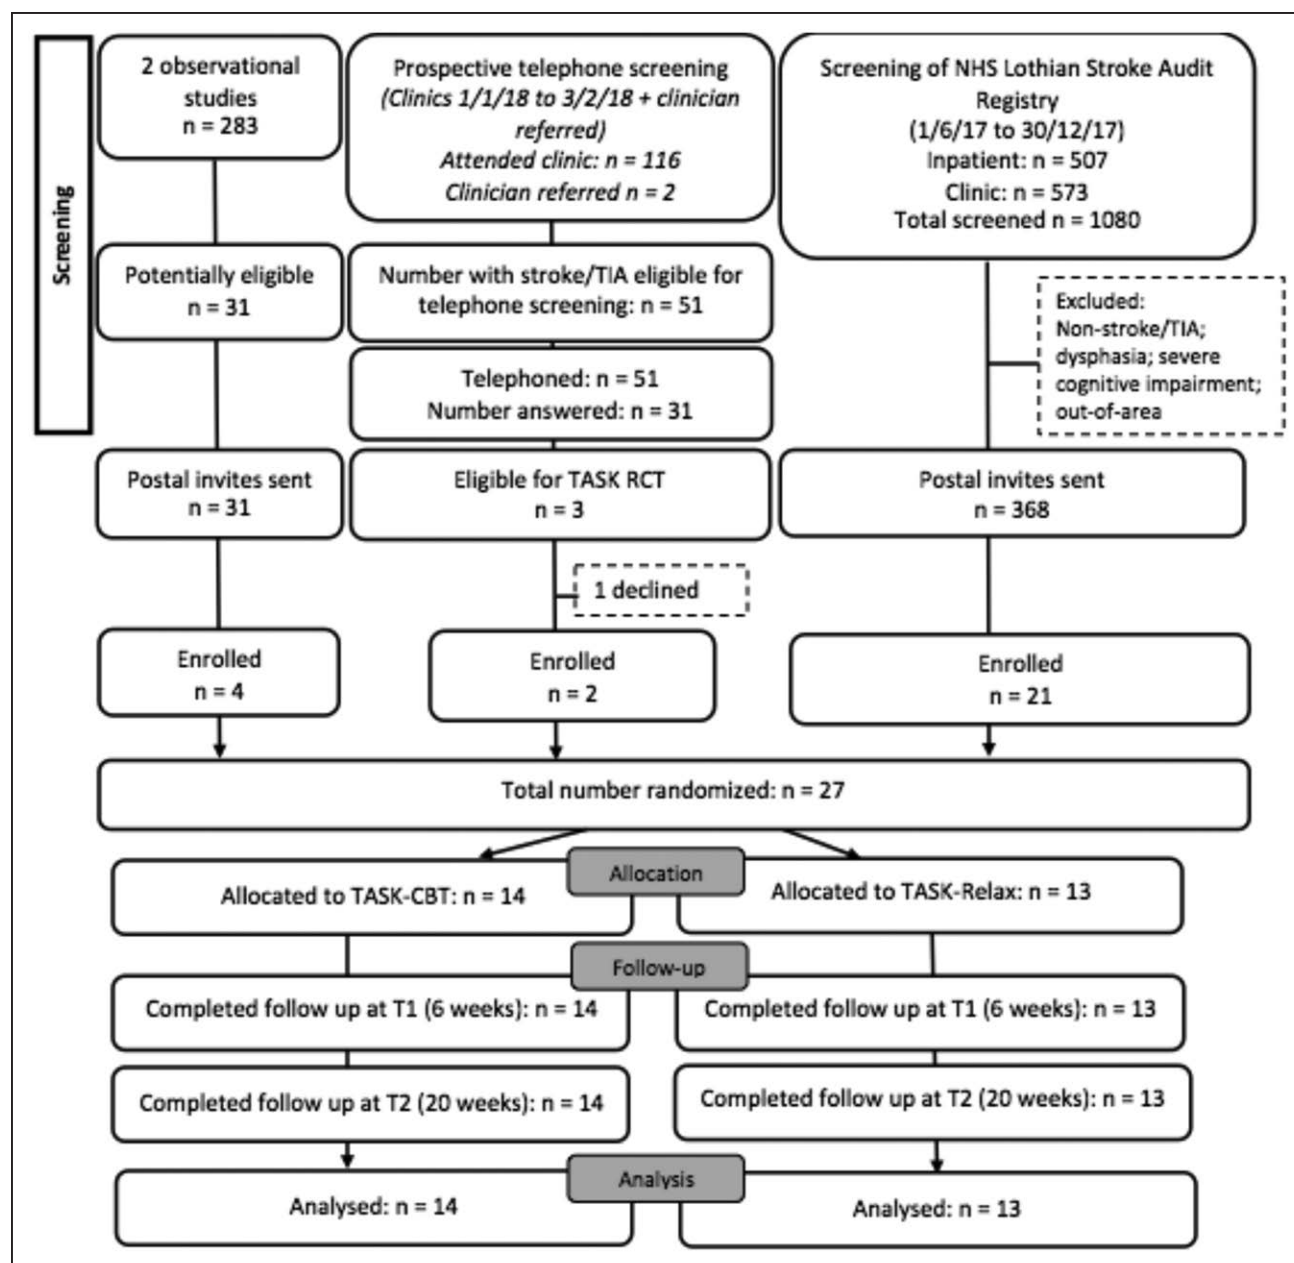 Screening
2 observational
studies
n = 283
Prospective telephone screening
(Clinics 1/1/18 to 3/2/18 + clinician
referred)
Attended clinic: n = 116
Clinician referred n = 2
Screening of NHS Lothian Stroke Audit
Registry
(1/6/17 to 30/12/17)
Inpatient: n = 507
Clinic: n = 573
Total screened n = 1080
Potentially eligible
n = 31
Number with stroke/TIA eligible for
telephone screening: n = 51
Excluded:
Non-stroke/TIA;
dysphasia; severe
cognitive impairment;
out-of-area
Telephoned: n = 51
Number answered: n = 31
Postal invites sent
n = 31
Eligible for TASK RCT
n = 3
Postal invites sent
n = 368
1 declined
Enrolled
n = 4
Enrolled
n = 2
Enrolled
n = 21
Total number randomized: n = 27
Allocation
Allocated to TASK-CBT: n = 14
Allocated to TASK-Relax: n = 13
Follow-up
Completed follow up at T1 (6 weeks): n = 14
Completed follow up at T1 (6 weeks): n = 13
Completed follow up at T2 (20 weeks): n = 14
Completed follow up at T2 (20 weeks): n = 13
Analysis
Analysed: n = 14
Analysed: n = 13